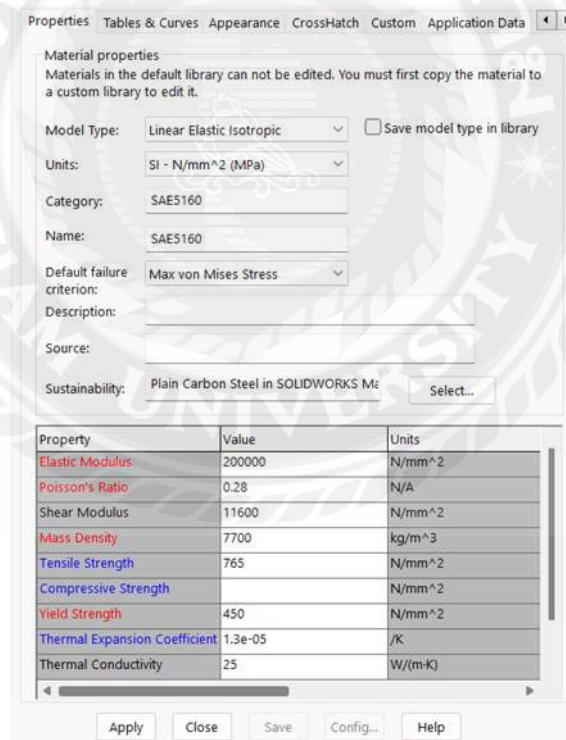 Properties Tables & Curves Appearance CrossHatch Custom Application Data
Material properties
Materials in the default library can not be edited. You must first copy the material to
a custom library to edit it.
Model Type: Linear Elastic Isotropic Save model type in library
Units: SI - N/mm^2 (MPa)
Category: SAE5160
Name: SAE5160
Default failure Max von Mises Stress
criterion:
Description:
Source:
Sustainability: Plain Carbon Steel in SOLIDWORKS Ma Select...
Property Value Units
Elastic Modulus 200000 N/mm^2
Poisson's Ratio 0.28 N/A
Shear Modulus 11600 N/mm^2
Mass Density 7700 kg/m^3
Tensile Strength 765 N/mm^2
Compressive Strength N/mm^2
Yield Strength 450 N/mm^2
Thermal Expansion Coefficient 1.3e-05 /K
Thermal Conductivity 25 W/(m·K)
Apply Close Save Config... Help
UNIVERSITY